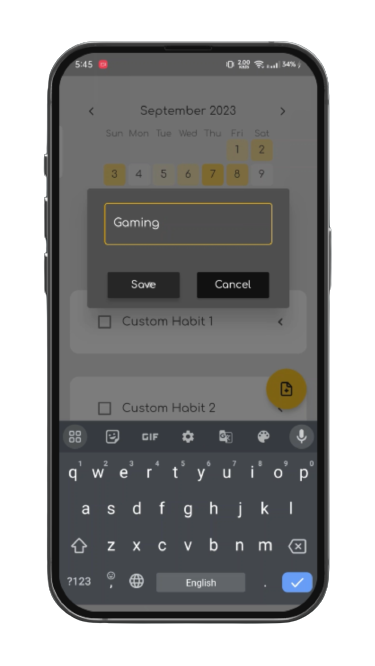 5:45
2.00
KB/S
54%
September 2023
Sun Mon Tue Wed Thu Fri Sat
1 2
3 4 5 6 7 8 9
Gaming
Save Cancel
Custom Habit 1
Custom Habit 2
GIF
q1 w2 e3 r4 t5 y6 u7 i8 o9 p0
a s d f g h j k l
z x c v b n m
?123 , English .